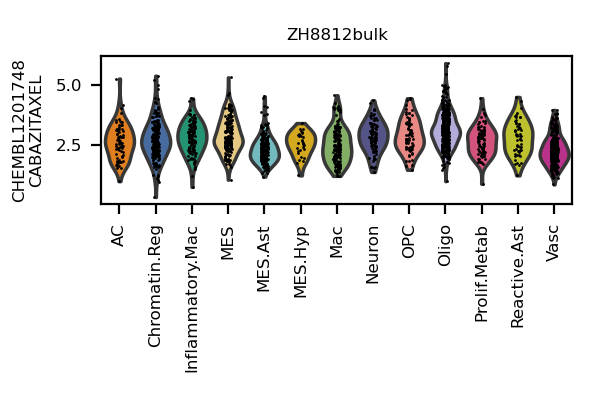 ZH8812bulk
CHEMBL1201748
CABAZITAXEL
5.0
2.5
AC
Chromatin.Reg
Inflammatory.Mac
MES
MES.Ast
MES.Hyp
Mac
Neuron
OPC
Oligo
Prolif.Metab
Reactive.Ast
Vasc